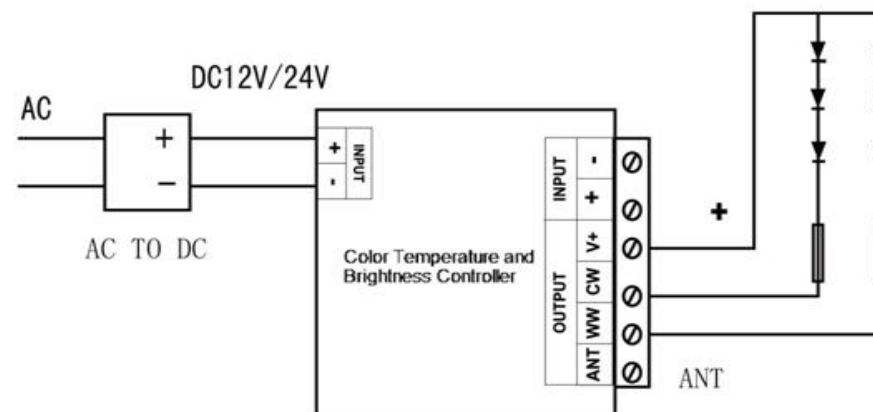 DC12V/24V
AC
+
-
AC TO DC
+
-
INPUT
Color Temperature and
Brightness Controller
INPUT
-
+
OUTPUT
V+
CW
WW
ANT
+
ANT